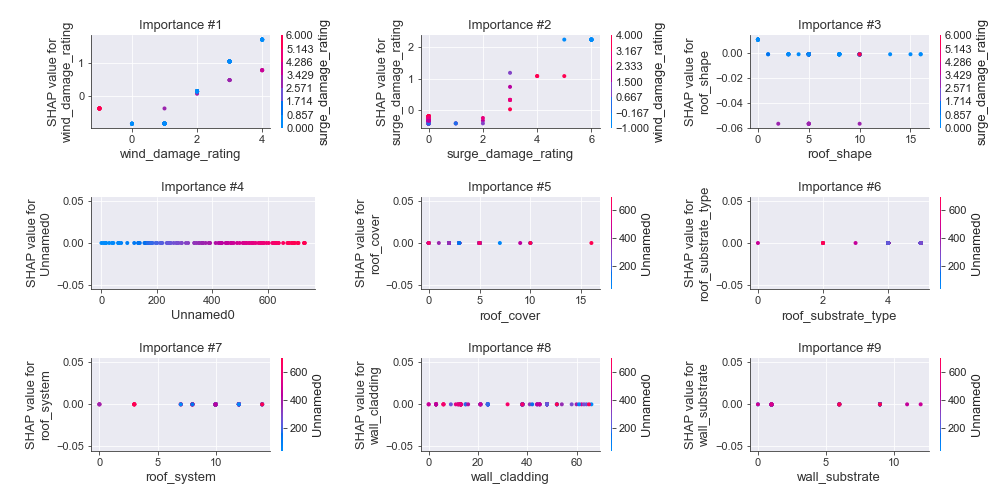 Importance #1
SHAP value for
wind_damage_rating
1
0
0
2
4
wind_damage_rating
6.000
5.143
4.286
3.429
2.571
1.714
0.857
0.000
surge_damage_rating
Importance #2
SHAP value for
surge_damage_rating
2
1
0
0
2
4
6
surge_damage_rating
4.000
3.167
2.333
1.500
0.667
−0.167
−1.000
wind_damage_rating
Importance #3
SHAP value for
roof_shape
0.00
−0.02
−0.04
−0.06
0
5
10
15
roof_shape
6.000
5.143
4.286
3.429
2.571
1.714
0.857
0.000
surge_damage_rating
Importance #4
SHAP value for
Unnamed0
0.05
0.00
−0.05
0
200
400
600
Unnamed0
Importance #5
SHAP value for
roof_cover
0.05
0.00
−0.05
0
5
10
15
roof_cover
600
400
200
Unnamed0
Importance #6
SHAP value for
roof_substrate_type
0.05
0.00
−0.05
0
2
4
roof_substrate_type
600
400
200
Unnamed0
Importance #7
SHAP value for
roof_system
0.05
0.00
−0.05
0
5
10
roof_system
600
400
200
Unnamed0
Importance #8
SHAP value for
wall_cladding
0.05
0.00
−0.05
0
20
40
60
wall_cladding
600
400
200
Unnamed0
Importance #9
SHAP value for
wall_substrate
0.05
0.00
−0.05
0
5
10
wall_substrate
600
400
200
Unnamed0